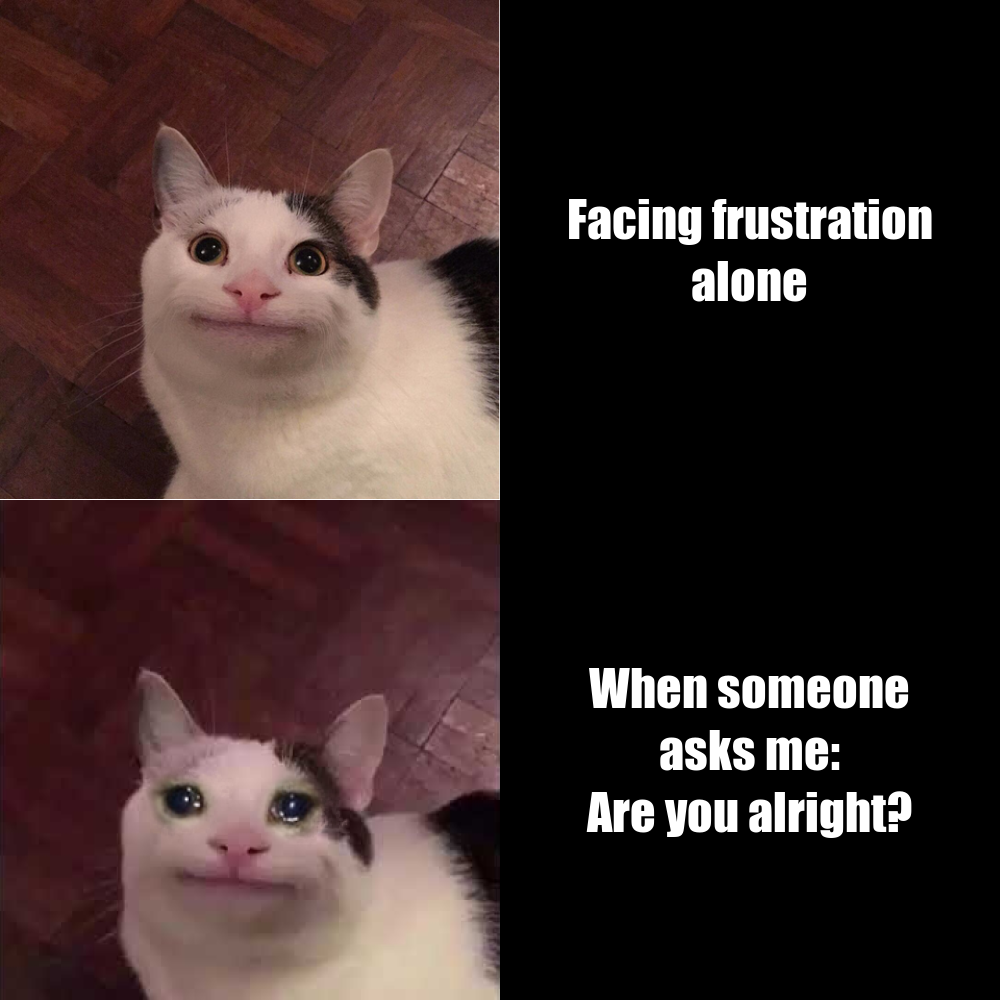 Facing frustration
alone
When someone
asks me:
Are you alright?